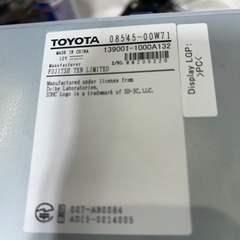 TOYOTA 08545-00W71
MADE IN CHINA
12V 139001-1000A132
Manufacturer
FUJITSU TEN LIMITED
Manufactured under license from
Dolby Laboratories.
SDHC Logo is a trademark of SD-3C,LLC.
Display LGP:
>PC<
007-AB0084
AD15-0014005